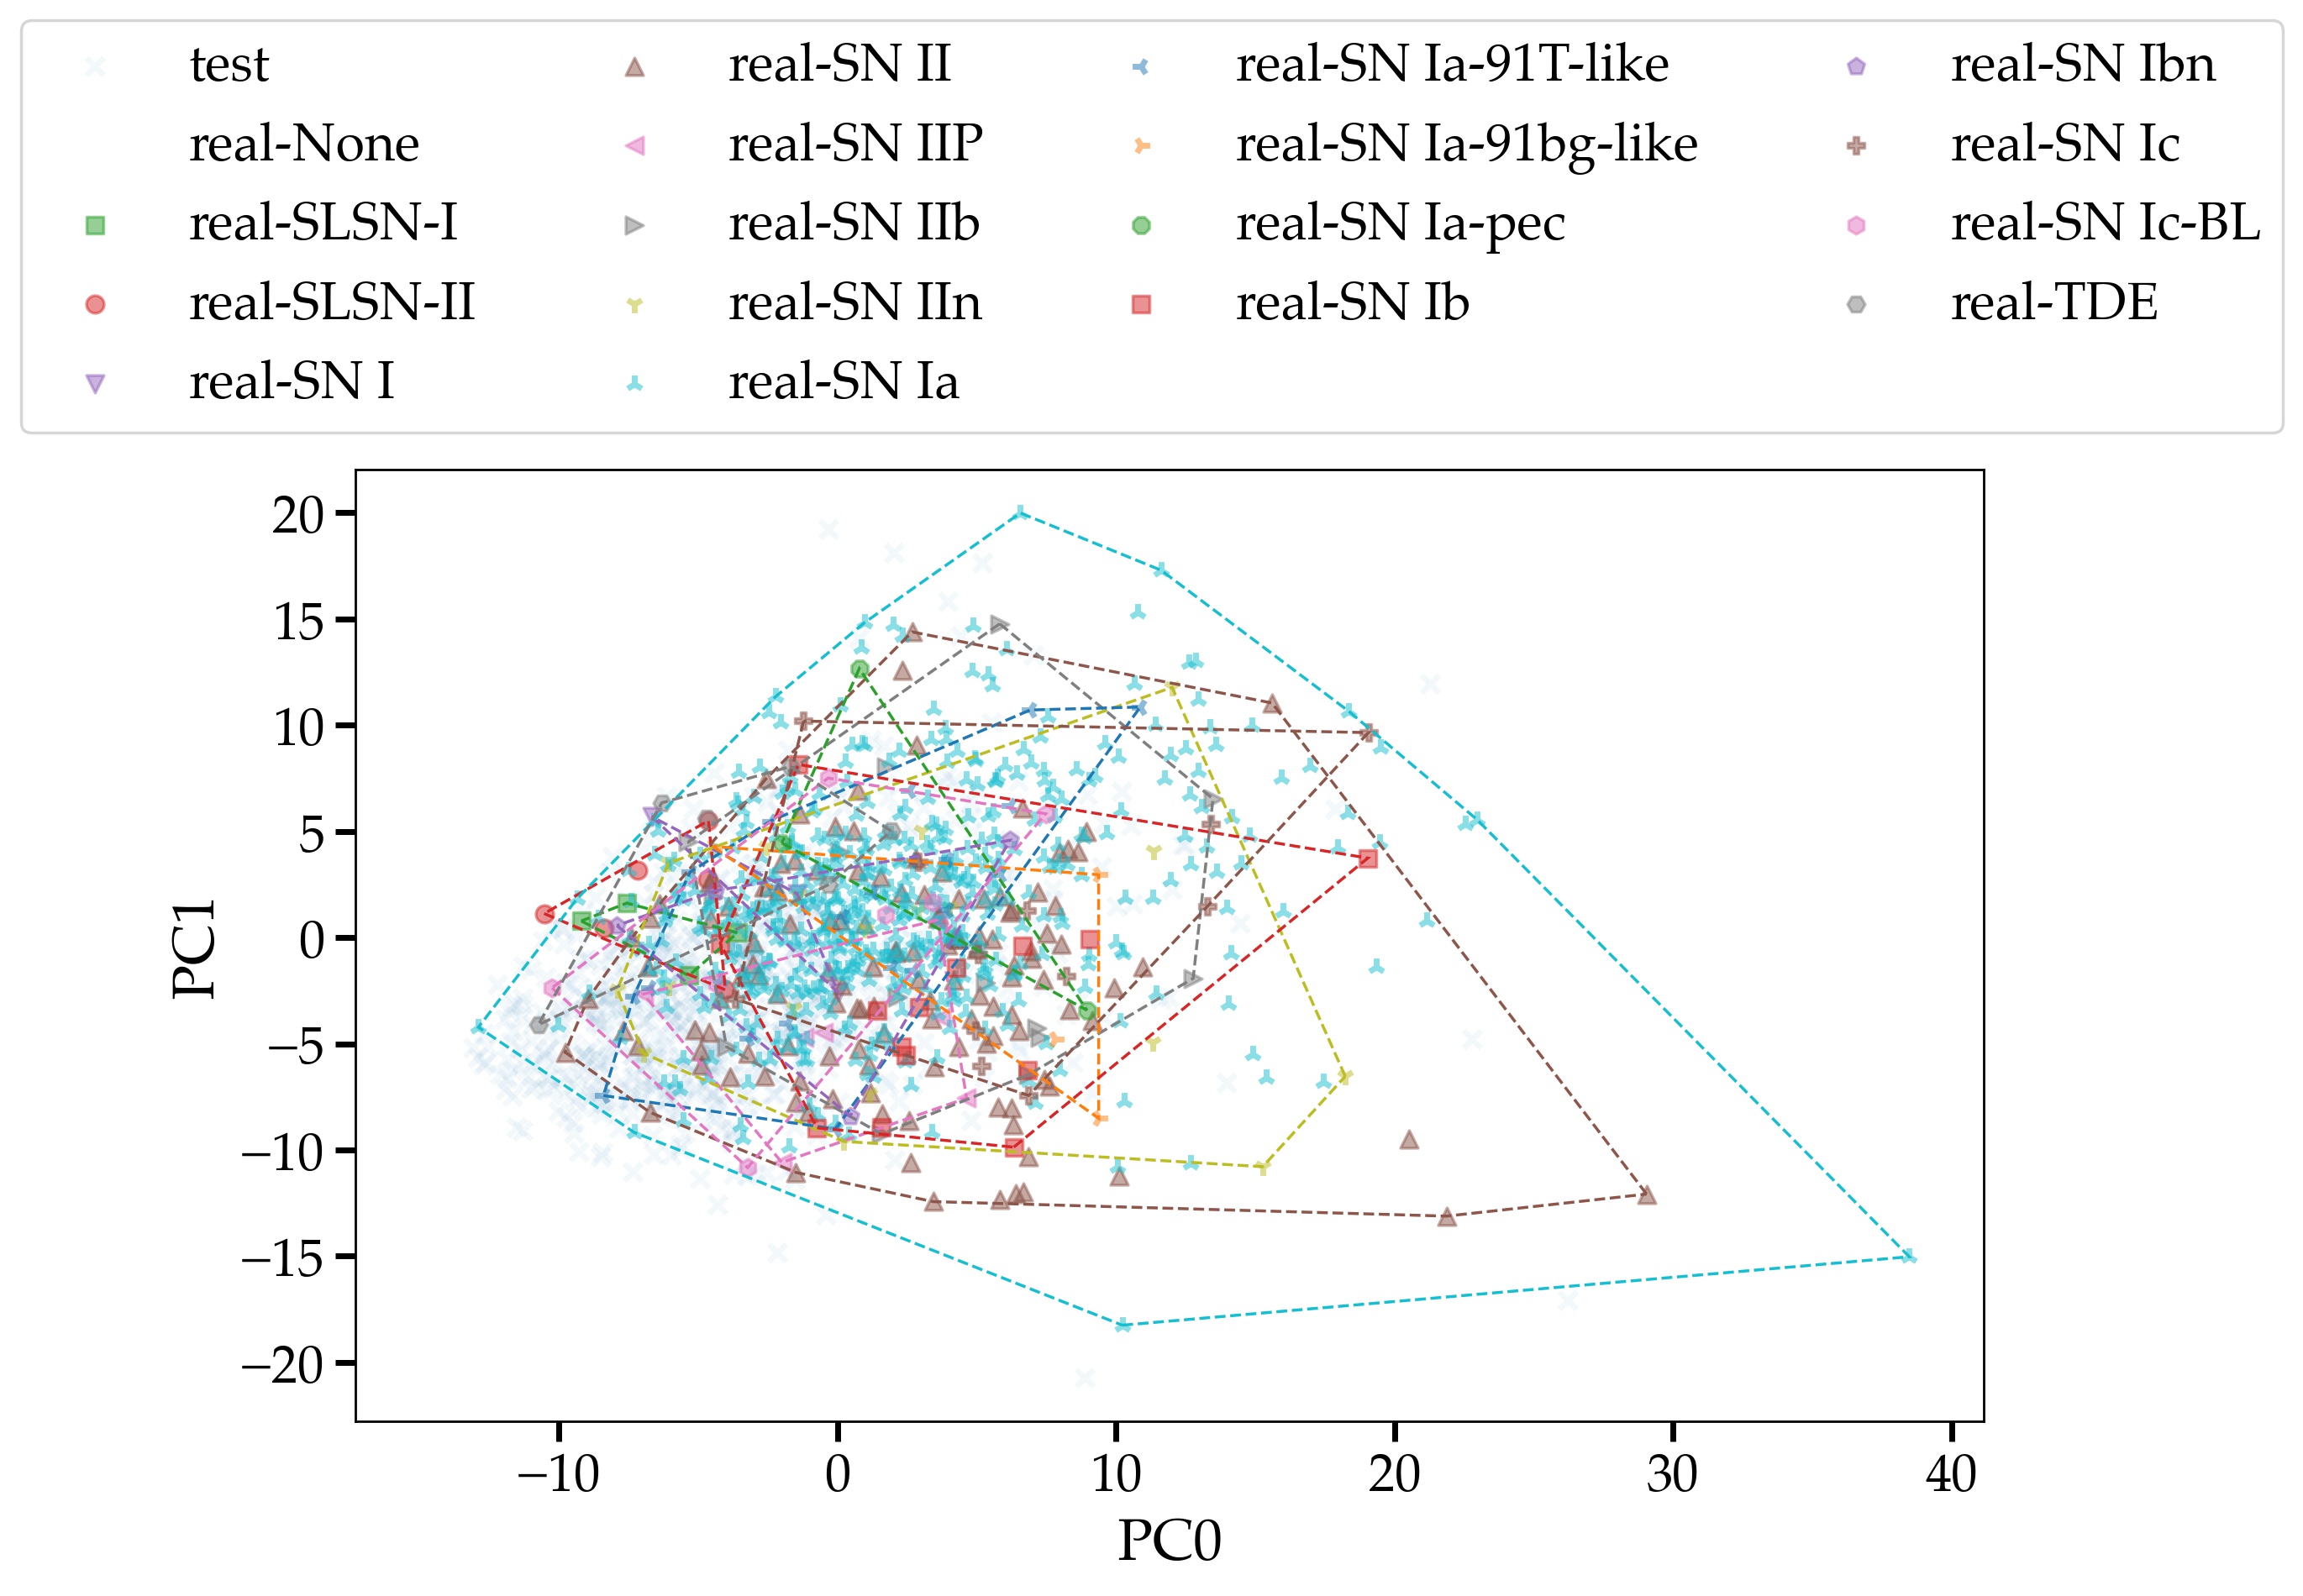 test
real-None
real-SLSN-I
real-SLSN-II
real-SN I
real-SN II
real-SN IIP
real-SN IIb
real-SN IIn
real-SN Ia
real-SN Ia-91T-like
real-SN Ia-91bg-like
real-SN Ia-pec
real-SN Ib
real-SN Ibn
real-SN Ic
real-SN Ic-BL
real-TDE
20
15
10
5
0
−5
−10
−15
−20
PC1
−10 0 10 20 30 40
PC0